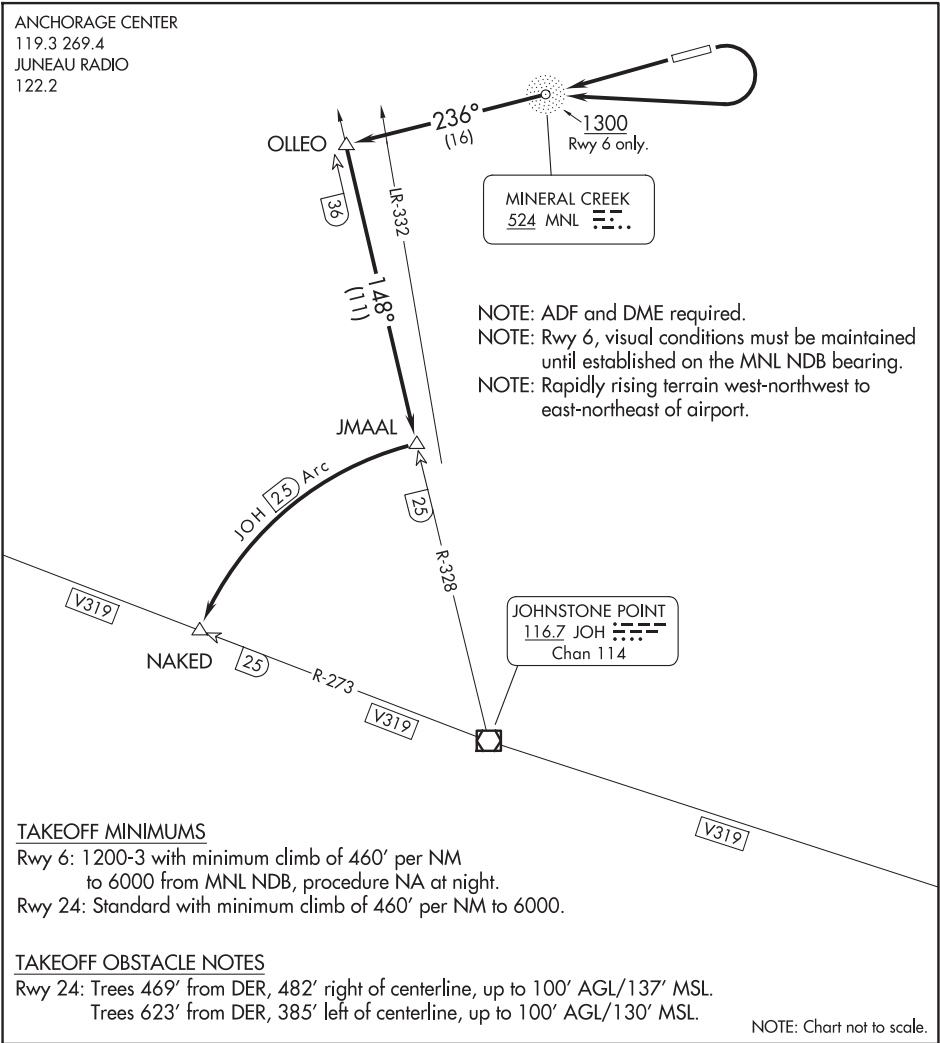 ANCHORAGE CENTER
119.3 269.4
JUNEAU RADIO
122.2
236°
(16)
1300
Rwy 6 only.
OLLEO
36
LR-332
MINERAL CREEK
524 MNL
148°
(11)
NOTE: ADF and DME required.
NOTE: Rwy 6, visual conditions must be maintained
until established on the MNL NDB bearing.
NOTE: Rapidly rising terrain west-northwest to
east-northeast of airport.
JMAAL
JOH 25 Arc
25
R-328
V319
JOHNSTONE POINT
116.7 JOH
Chan 114
NAKED
25
R-273
V319
V319
TAKEOFF MINIMUMS
Rwy 6: 1200-3 with minimum climb of 460' per NM
to 6000 from MNL NDB, procedure NA at night.
Rwy 24: Standard with minimum climb of 460' per NM to 6000.
TAKEOFF OBSTACLE NOTES
Rwy 24: Trees 469' from DER, 482' right of centerline, up to 100' AGL/137' MSL.
Trees 623' from DER, 385' left of centerline, up to 100' AGL/130' MSL.
NOTE: Chart not to scale.